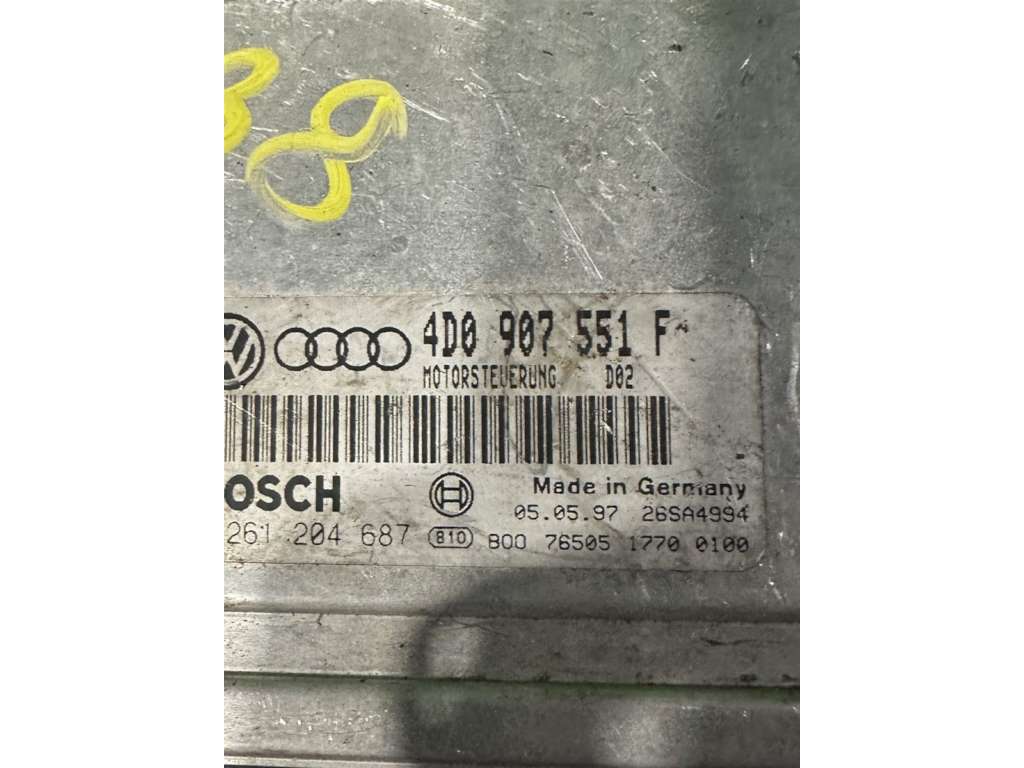 38
4D0 907 551 F
MOTORSTEUERUNG D02
OSCH
Made in Germany
05.05.97 26SA4994
261 204 687 810 B00 76505 1770 0100